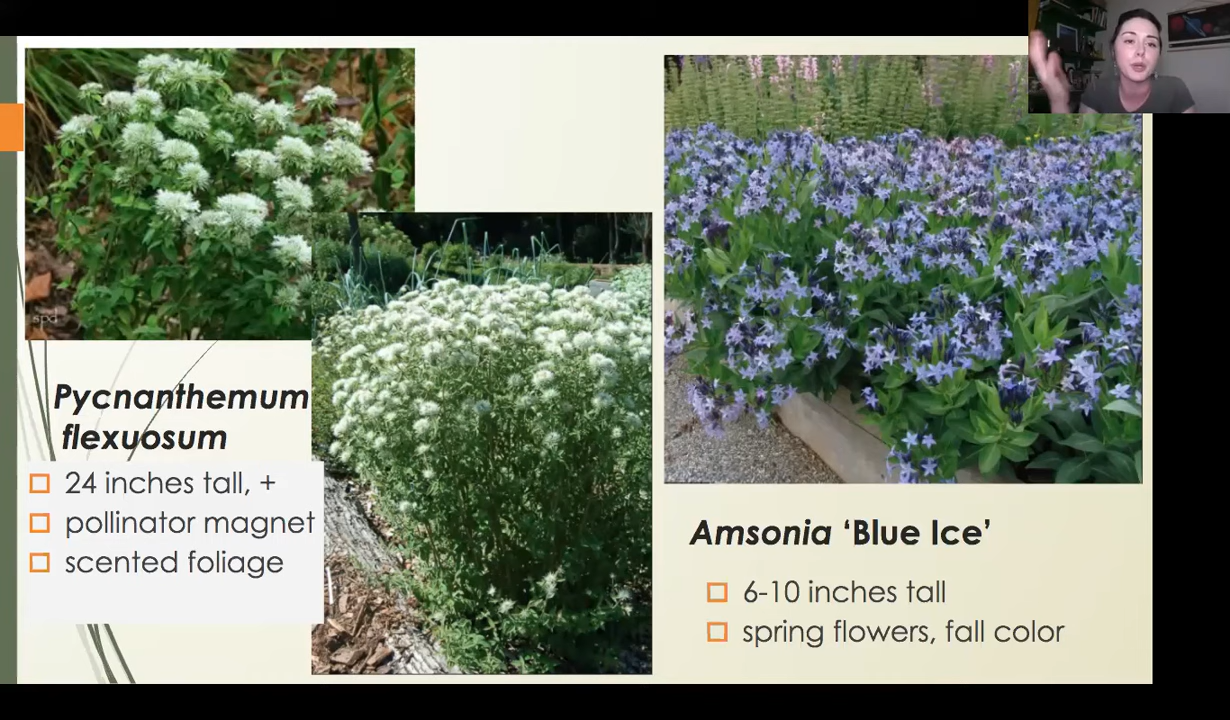 spd
Pycnanthemum
flexuosum
24 inches tall, +
pollinator magnet
scented foliage
Amsonia ‘Blue Ice’
6-10 inches tall
spring flowers, fall color